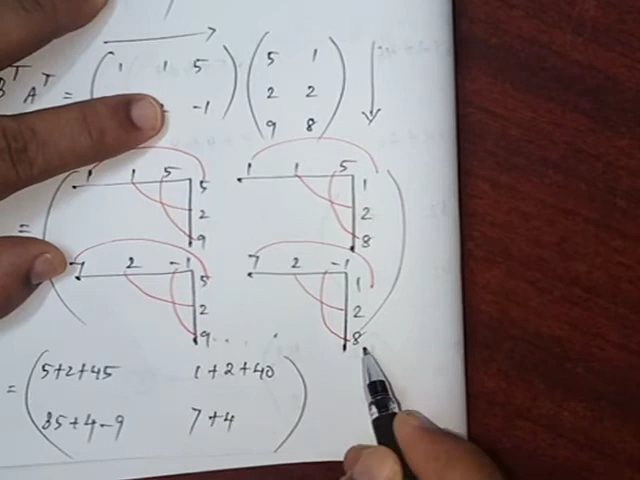 B^T A^T = ( 1 1 5 ) ( 5 1 )
-1 2 2
9 8
= ( 1 1 5 5 1 1 5 1 )
2 2
9 8
7 2 -1 5 7 2 -1 1
2 2
9 8
= ( 5+2+45 1+2+40 )
35+4-9 7+4